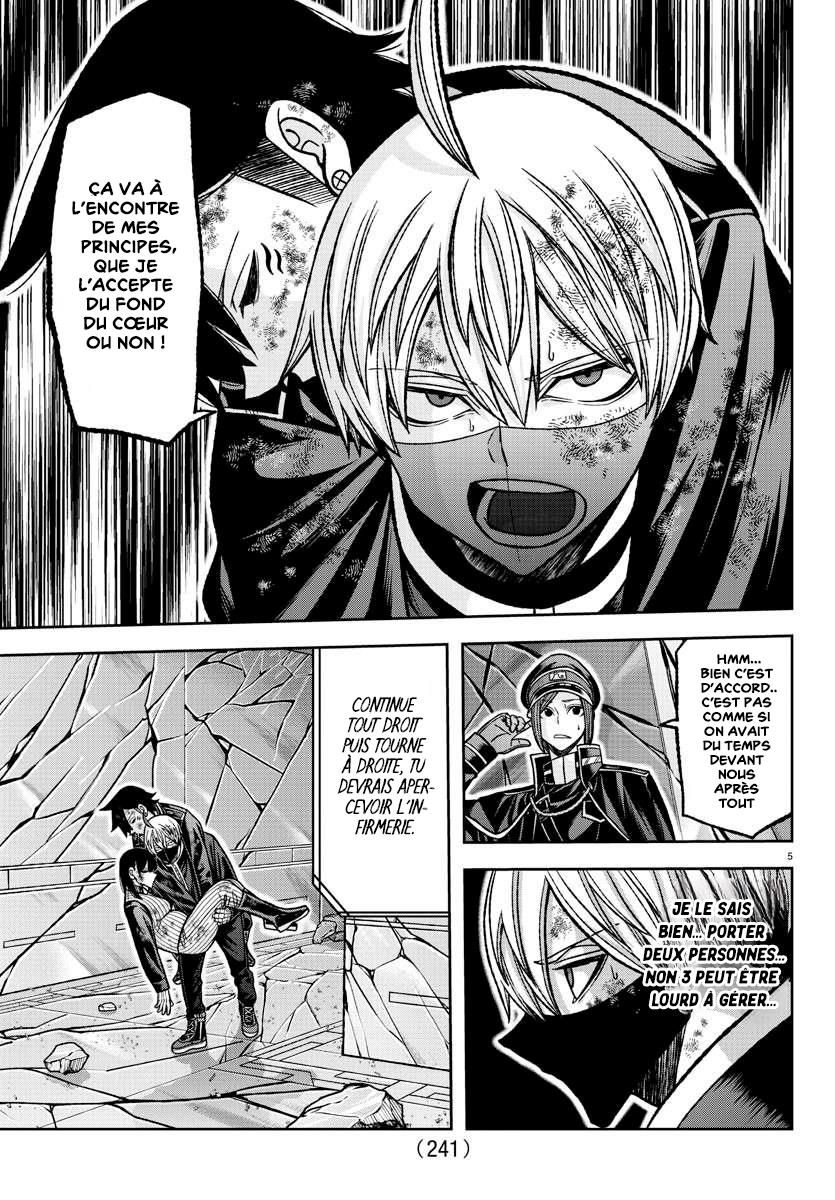 ÇA VA À
L'ENCONTRE
DE MES
PRINCIPES,
QUE JE
L'ACCEPTE
DU FOND
DU CŒUR
OU NON !
HMM...
BIEN C'EST
D'ACCORD..
C'EST PAS
COMME SI
ON AVAIT
DU TEMPS
DEVANT
NOUS
APRÈS
TOUT
CONTINUE
TOUT DROIT
PUIS TOURNE
À DROITE, TU
DEVRAIS APER-
CEVOIR L'IN-
FIRMERIE.
5
JE LE SAIS
BIEN... PORTER
DEUX PERSONNES...
NON 3 PEUT ÊTRE
LOURD À GÉRER...
(241)